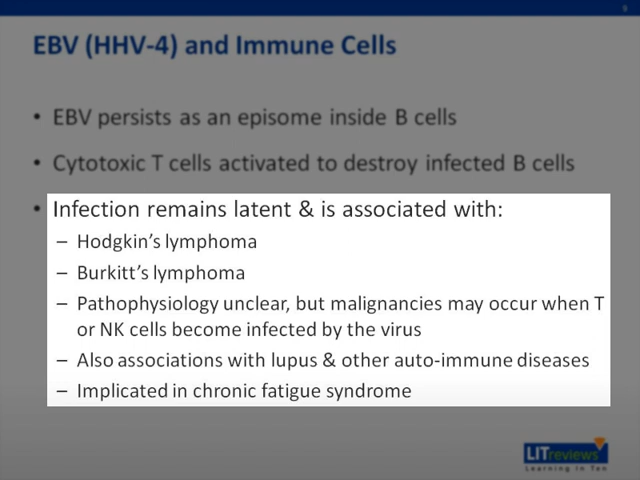 9
EBV (HHV-4) and Immune Cells
• EBV persists as an episome inside B cells
• Cytotoxic T cells activated to destroy infected B cells
• Infection remains latent & is associated with:
– Hodgkin's lymphoma
– Burkitt's lymphoma
– Pathophysiology unclear, but malignancies may occur when T
or NK cells become infected by the virus
– Also associations with lupus & other auto-immune diseases
– Implicated in chronic fatigue syndrome
LITreviews
Learning in Ten